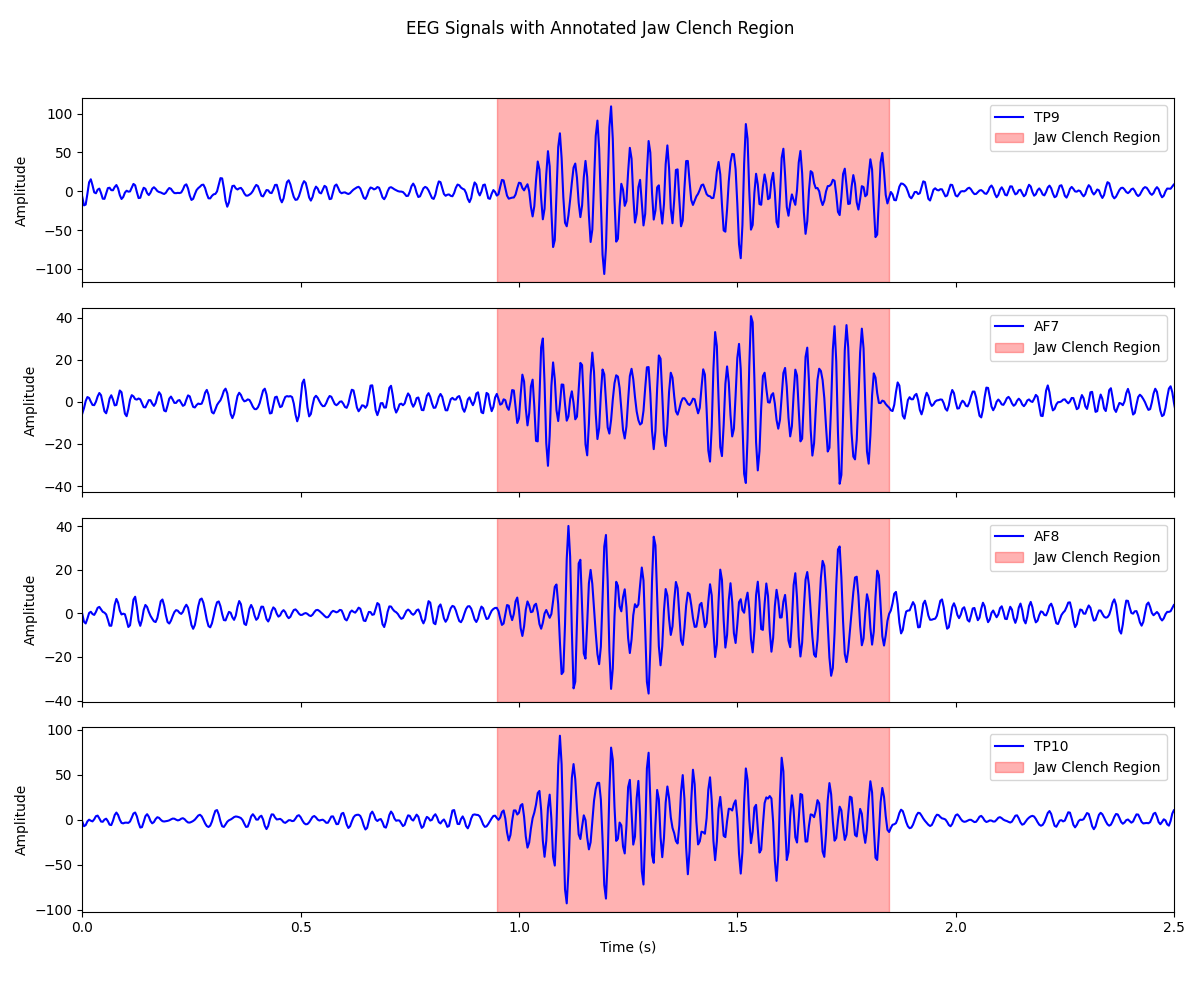 EEG Signals with Annotated Jaw Clench Region
Amplitude
100
50
0
−50
−100
TP9
Jaw Clench Region
Amplitude
40
20
0
−20
−40
AF7
Jaw Clench Region
Amplitude
40
20
0
−20
−40
AF8
Jaw Clench Region
Amplitude
100
50
0
−50
−100
TP10
Jaw Clench Region
0.0 0.5 1.0 1.5 2.0 2.5
Time (s)